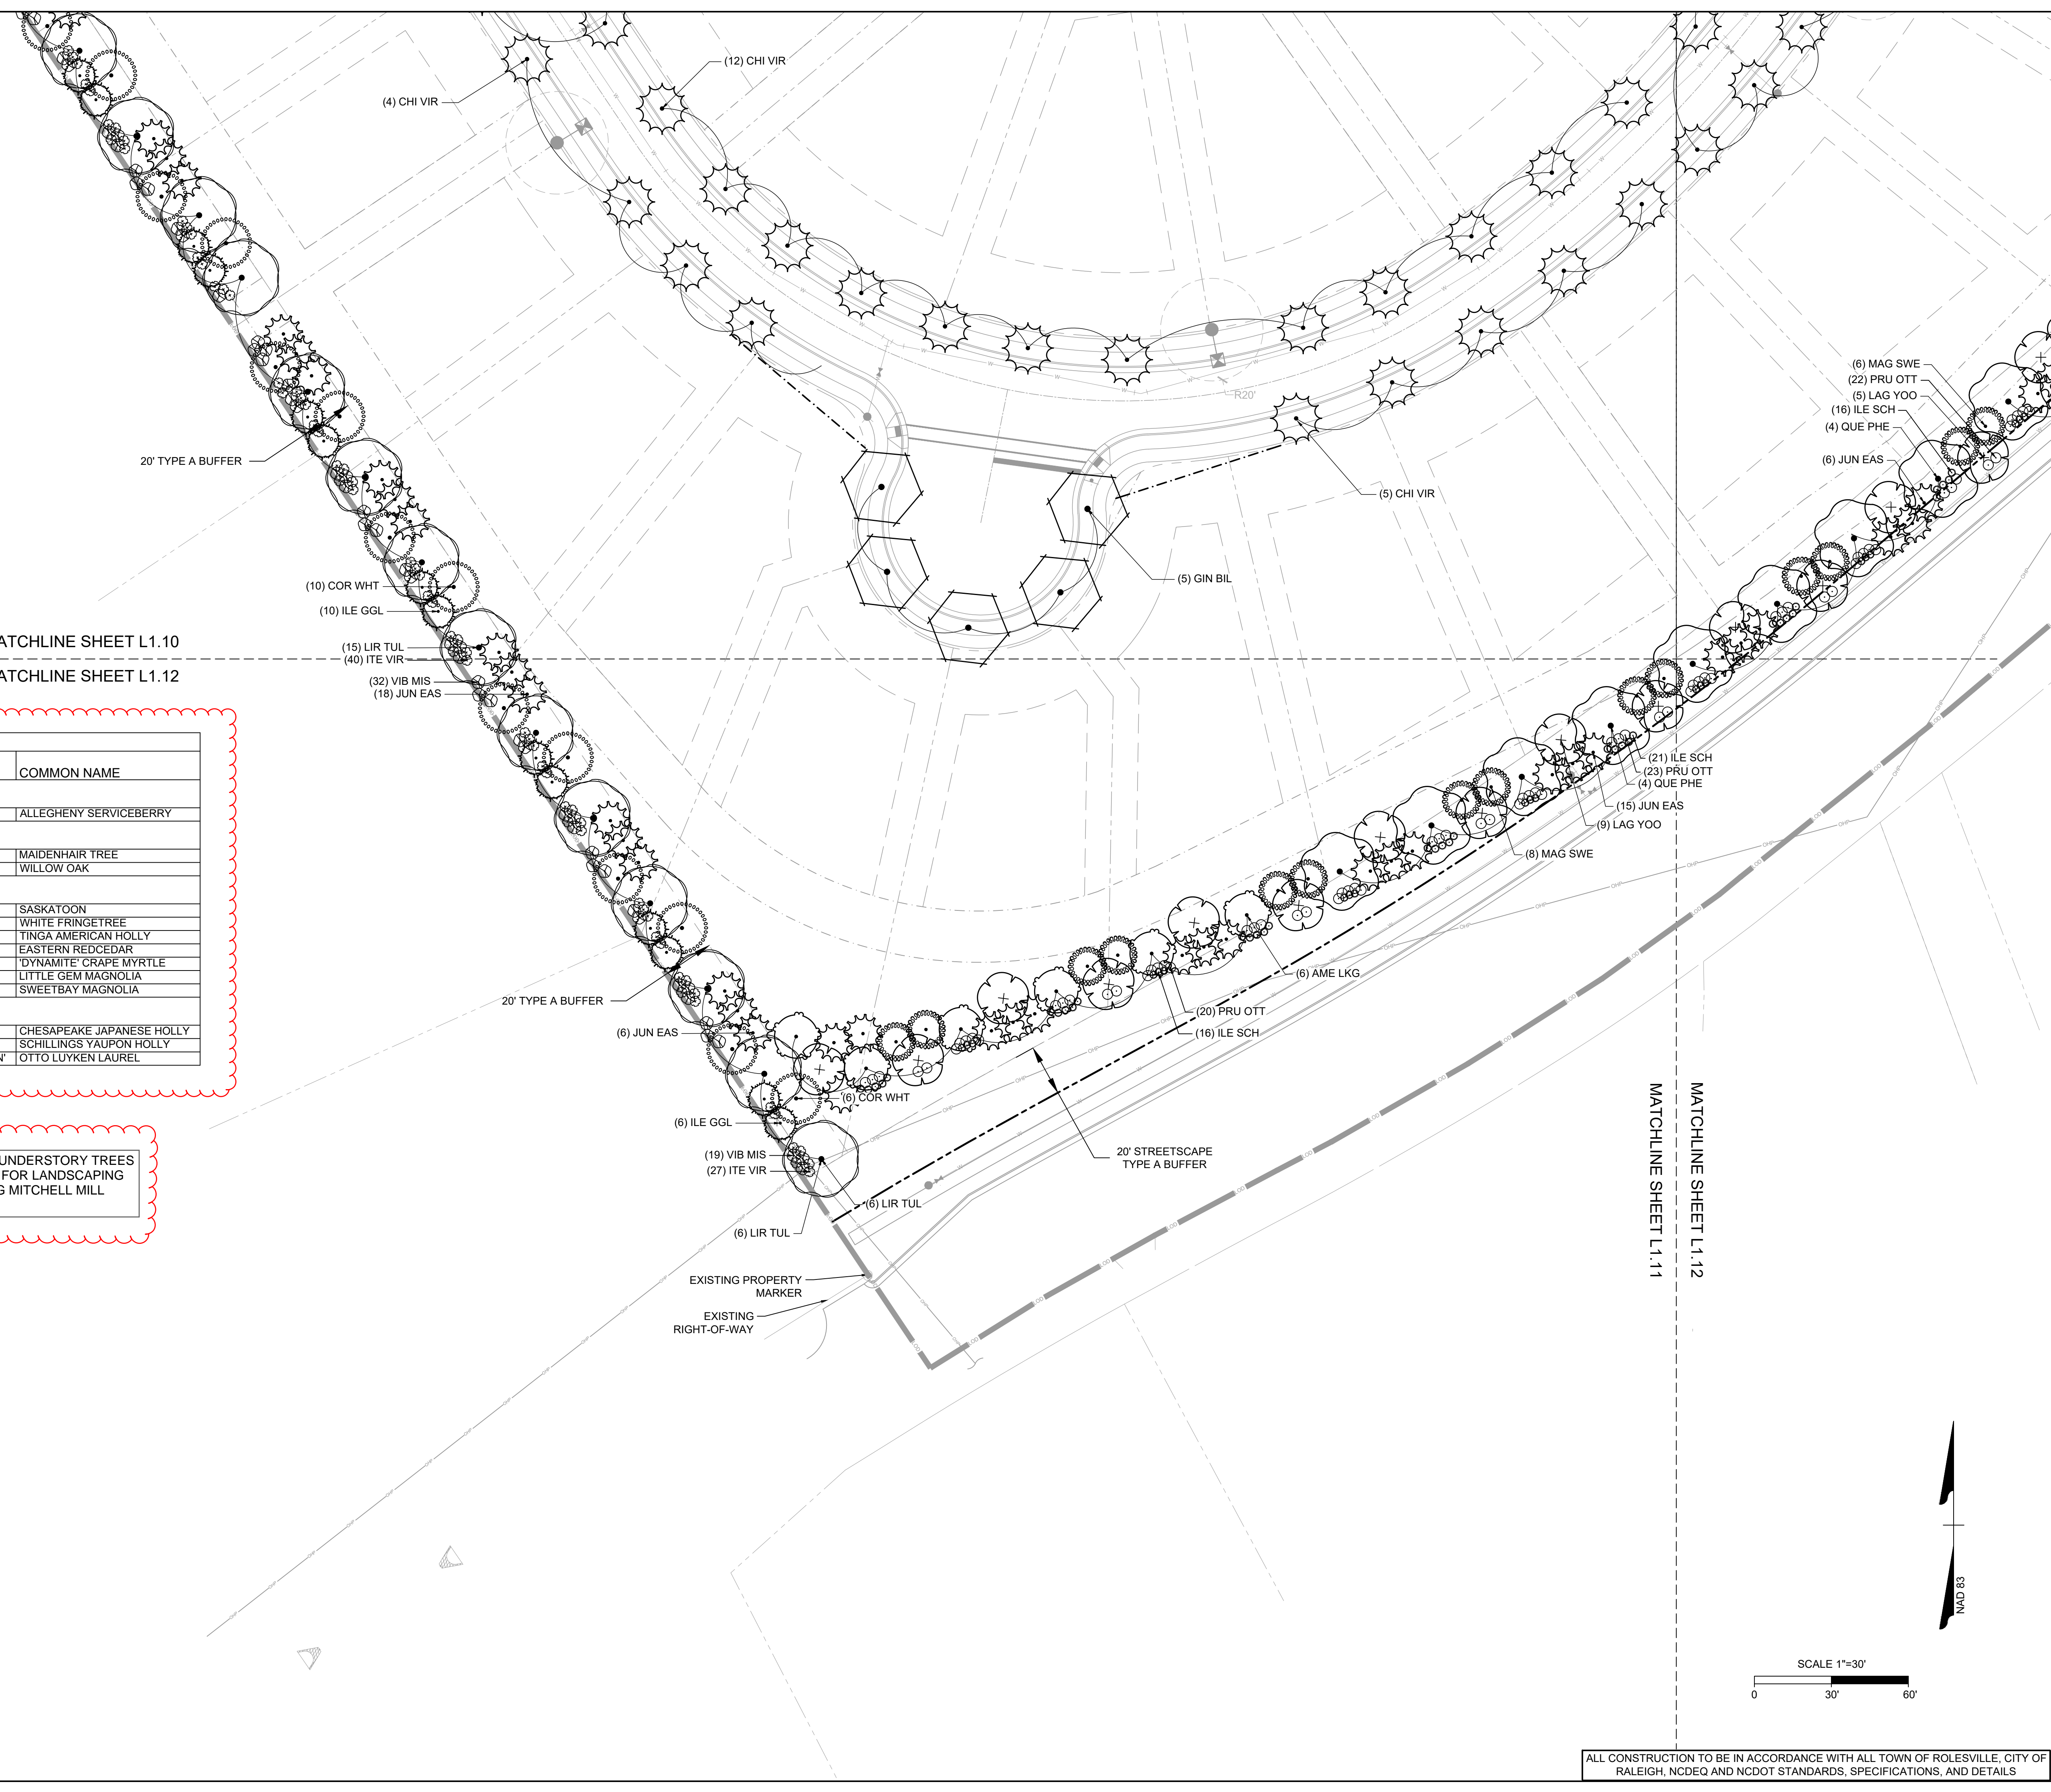 (12) CHI VIR
(4) CHI VIR
(6) MAG SWE
(22) PRU OTT
(5) LAG YOO
(16) ILE SCH
(4) QUE PHE
(6) JUN EAS
R20'
20' TYPE A BUFFER
(5) CHI VIR
(5) GIN BIL
(10) COR WHT
(10) ILE GGL
ATCHLINE SHEET L1.10
(15) LIR TUL
(40) ITE VIR
ATCHLINE SHEET L1.12
(32) VIB MIS
(18) JUN EAS
COMMON NAME
ALLEGHENY SERVICEBERRY
MAIDENHAIR TREE
WILLOW OAK
SASKATOON
WHITE FRINGETREE
TINGA AMERICAN HOLLY
EASTERN REDCEDAR
'DYNAMITE' CRAPE MYRTLE
LITTLE GEM MAGNOLIA
SWEETBAY MAGNOLIA
CHESAPEAKE JAPANESE HOLLY
SCHILLINGS YAUPON HOLLY
N' OTTO LUYKEN LAUREL
UNDERSTORY TREES
FOR LANDSCAPING
G MITCHELL MILL
(21) ILE SCH
(23) PRU OTT
(4) QUE PHE
(15) JUN EAS
(9) LAG YOO
(8) MAG SWE
(6) AME LKG
(20) PRU OTT
(16) ILE SCH
20' TYPE A BUFFER
(6) JUN EAS
(6) COR WHT
(6) ILE GGL
(19) VIB MIS
(27) ITE VIR
20' STREETSCAPE
TYPE A BUFFER
(6) LIR TUL
(6) LIR TUL
EXISTING PROPERTY
MARKER
EXISTING
RIGHT-OF-WAY
MATCHLINE SHEET L1.11
MATCHLINE SHEET L1.12
NAD 83
SCALE 1"=30'
0 30' 60'
ALL CONSTRUCTION TO BE IN ACCORDANCE WITH ALL TOWN OF ROLESVILLE, CITY OF
RALEIGH, NCDEQ AND NCDOT STANDARDS, SPECIFICATIONS, AND DETAILS